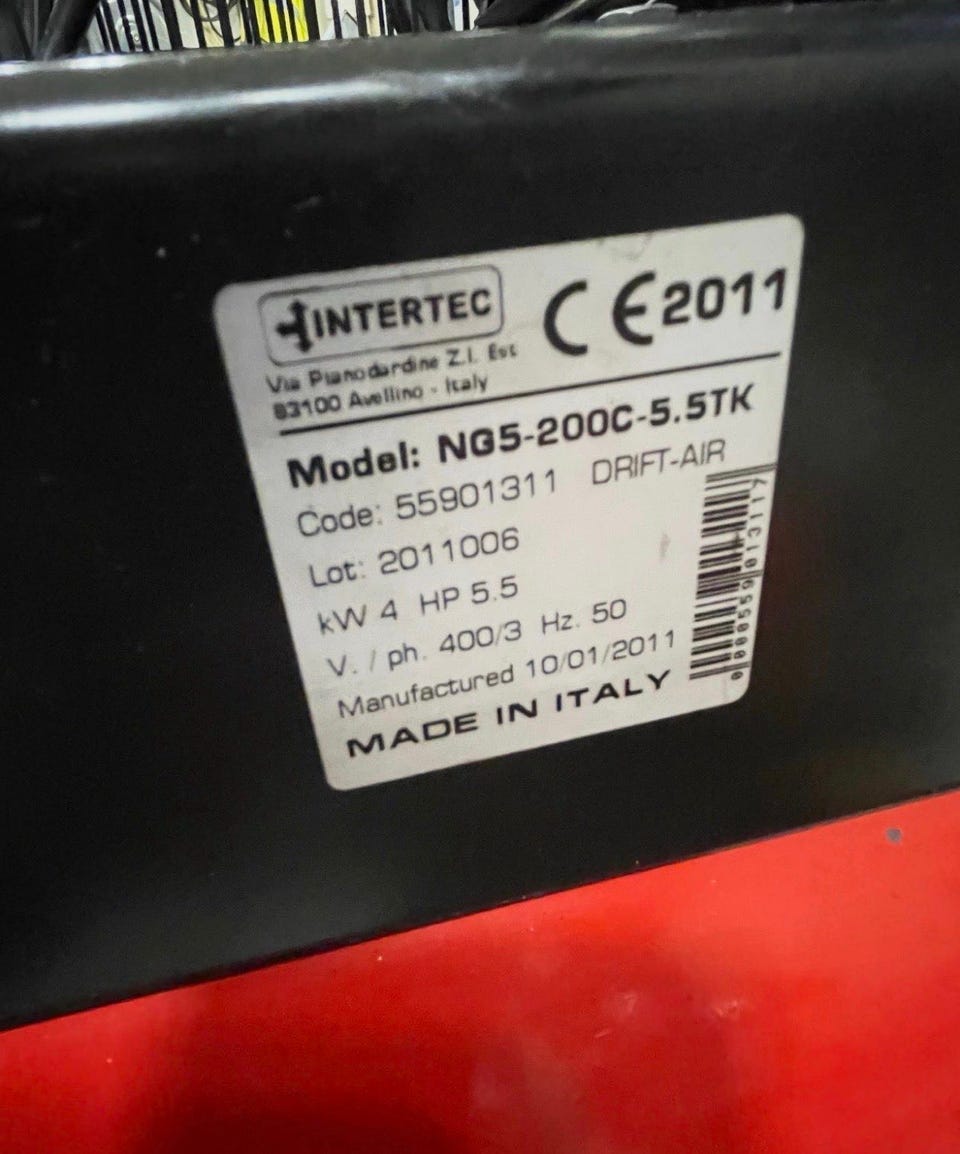 INTERTEC CE 2011
Via Pianodardine Z.I. Est
83100 Avellino - Italy
Model: NG5-200C-5.5TK
Code: 55901311 DRIFT-AIR
Lot: 2011006
kW 4 HP 5.5
V. / ph. 400/3 Hz. 50
Manufactured 10/01/2011
MADE IN ITALY
0000559013117